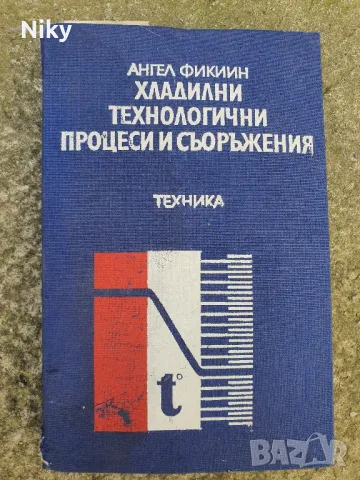 Niky
АНГЕЛ ФИКИИН
ХЛАДИЛНИ
ТЕХНОЛОГИЧНИ
ПРОЦЕСИ И СЪОРЪЖЕНИЯ
ТЕХНИКА
t°
BAZAR